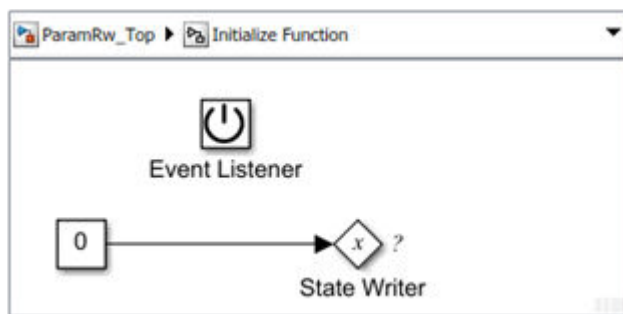 ParamRw_Top Initialize Function
Event Listener
0 x ?
State Writer